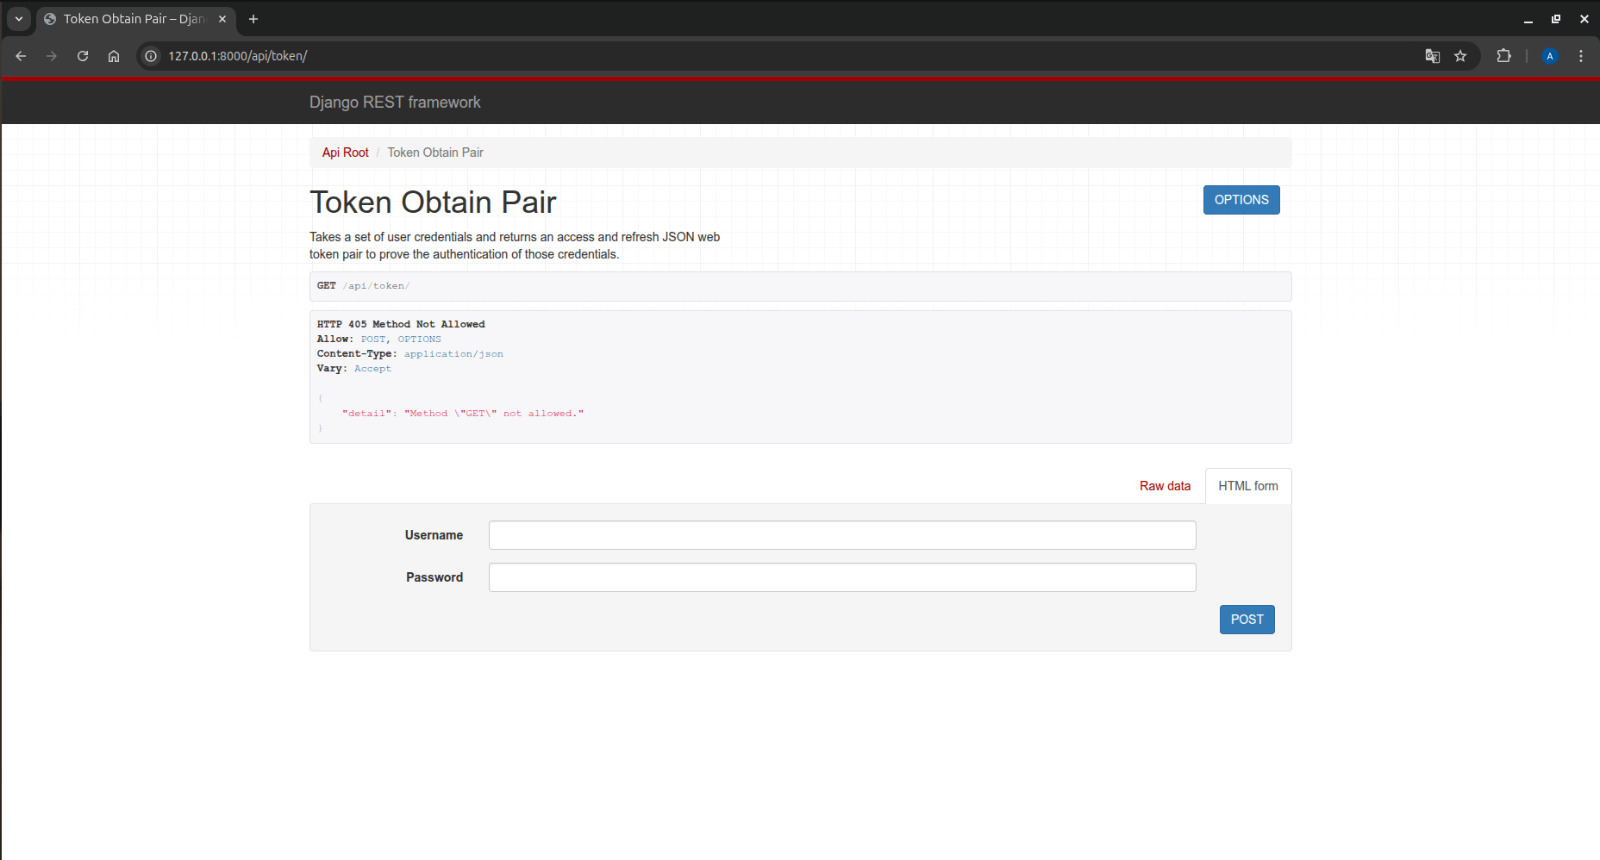 Token Obtain Pair – Djan
127.0.0.1:8000/api/token/
A
Django REST framework
Api Root / Token Obtain Pair
Token Obtain Pair
OPTIONS
Takes a set of user credentials and returns an access and refresh JSON web
token pair to prove the authentication of those credentials.
GET /api/token/
HTTP 405 Method Not Allowed
Allow: POST, OPTIONS
Content-Type: application/json
Vary: Accept
{
"detail": "Method \"GET\" not allowed."
}
Raw data
HTML form
Username
Password
POST